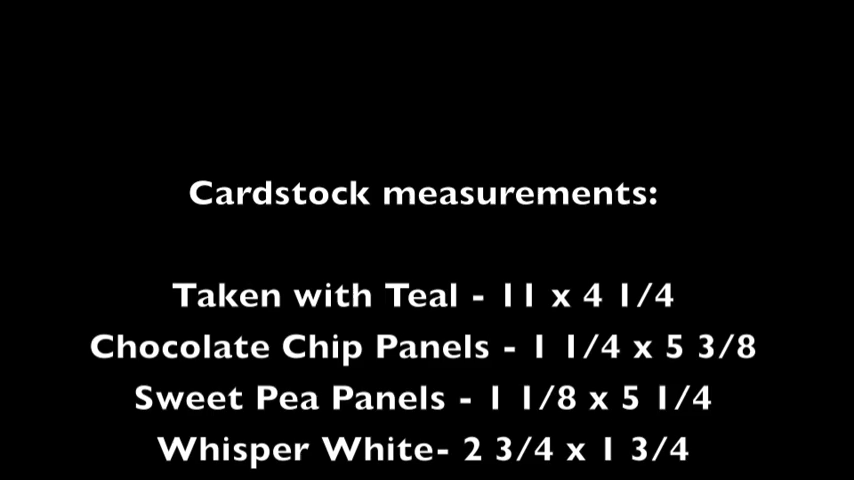 Cardstock measurements:
Taken with Teal - 11 x 4 1/4
Chocolate Chip Panels - 1 1/4 x 5 3/8
Sweet Pea Panels - 1 1/8 x 5 1/4
Whisper White- 2 3/4 x 1 3/4